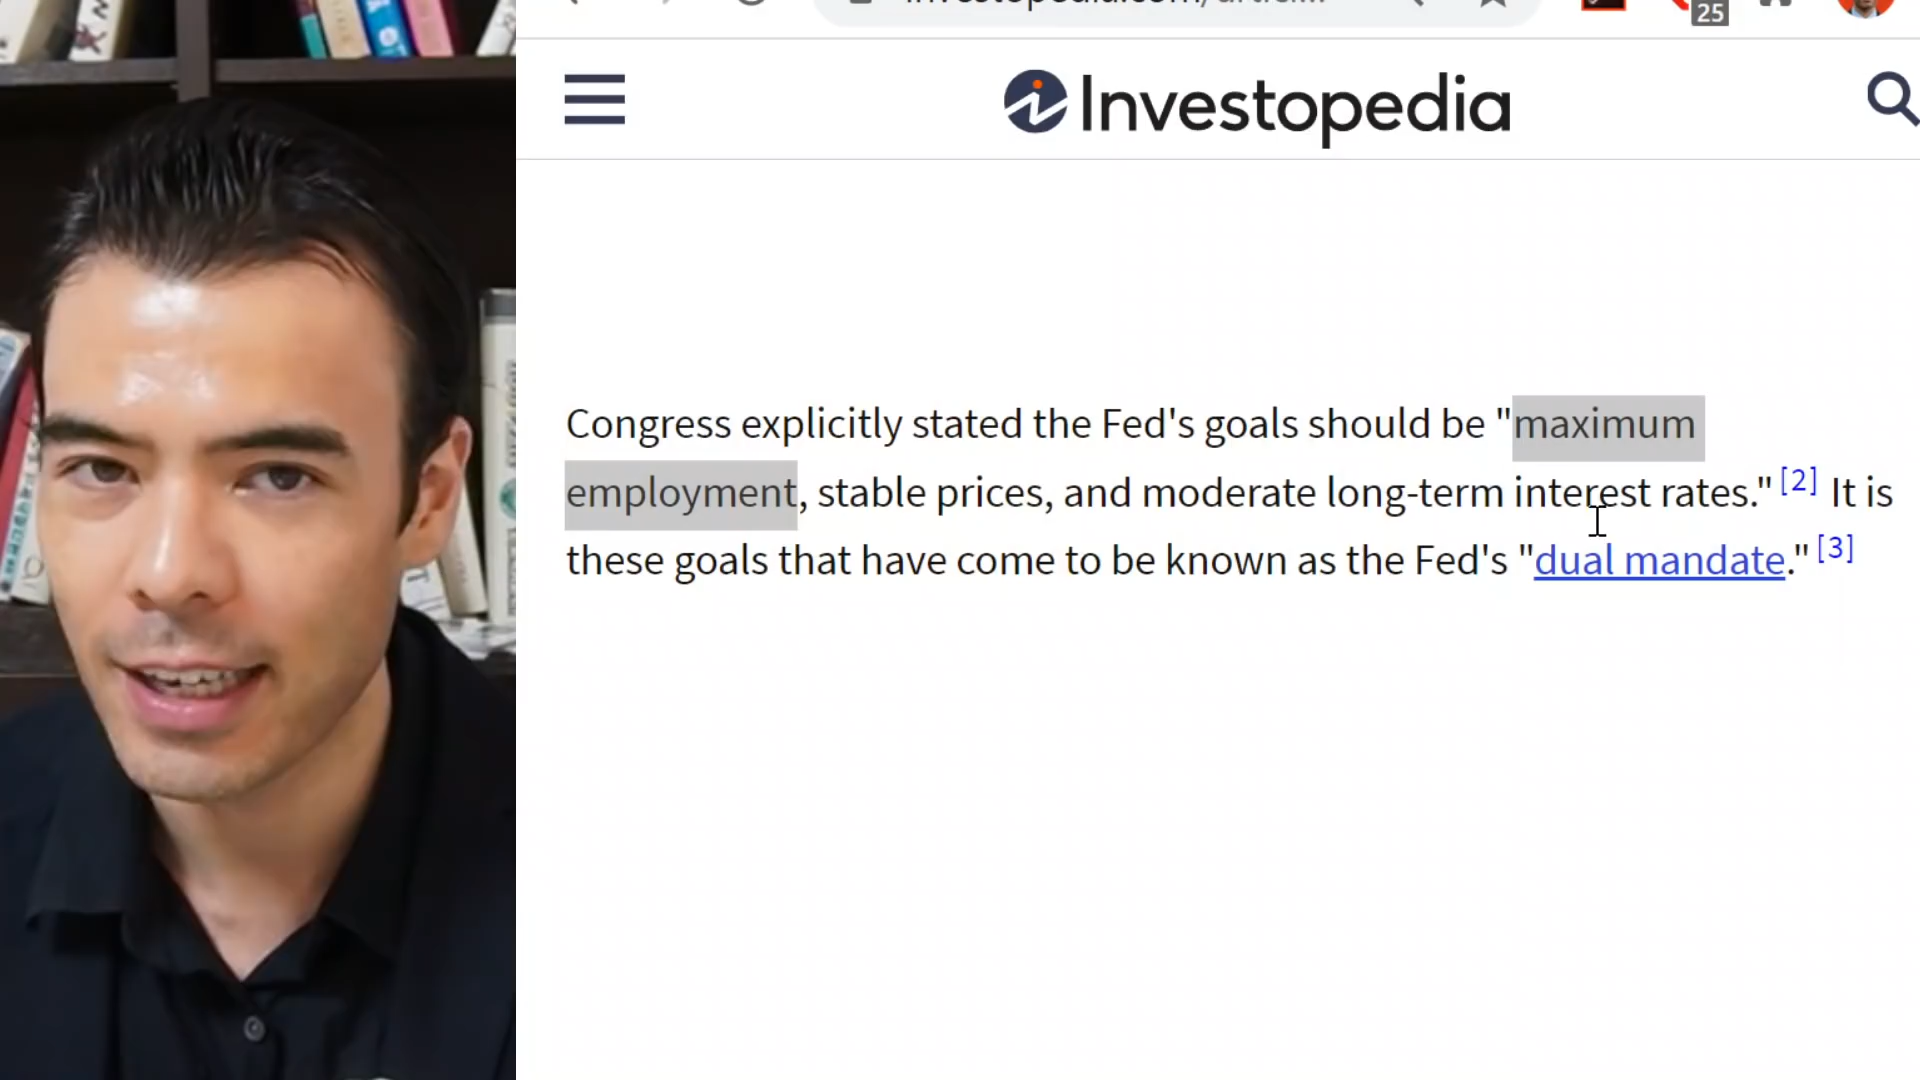 25
Investopedia
Congress explicitly stated the Fed's goals should be "maximum
employment, stable prices, and moderate long-term interest rates." [2] It is
these goals that have come to be known as the Fed's "dual mandate." [3]